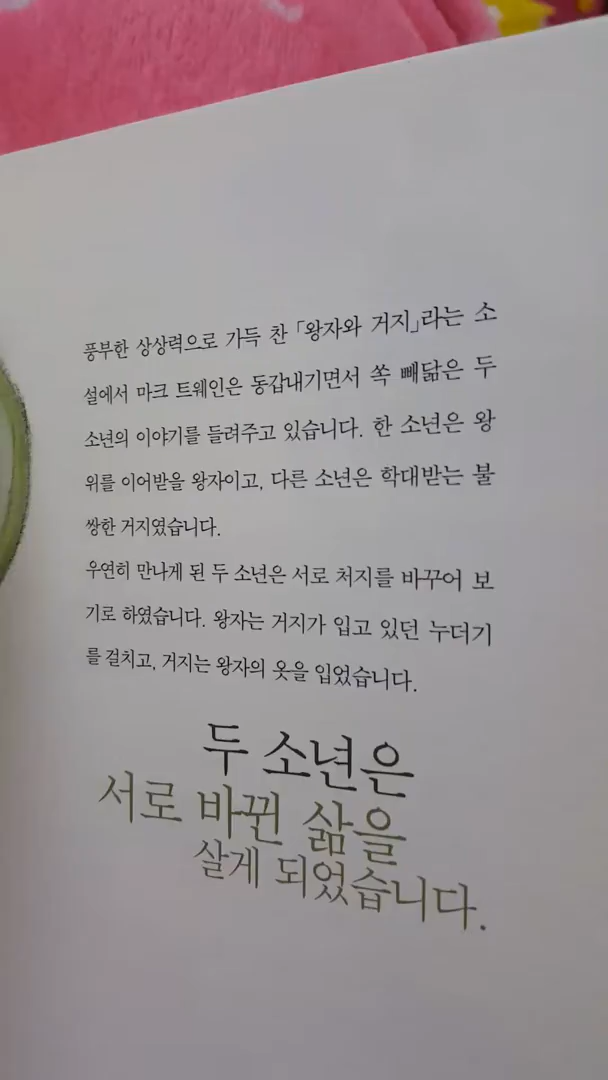 풍부한 상상력으로 가득 찬 「왕자와 거지」라는 소
설에서 마크 트웨인은 동갑내기면서 쏙 빼닮은 두
소년의 이야기를 들려주고 있습니다. 한 소년은 왕
위를 이어받을 왕자이고, 다른 소년은 학대받는 불
쌍한 거지였습니다.
우연히 만나게 된 두 소년은 서로 처지를 바꾸어 보
기로 하였습니다. 왕자는 거지가 입고 있던 누더기
를 걸치고, 거지는 왕자의 옷을 입었습니다.
두 소년은
서로 바뀐 삶을
살게 되었습니다.